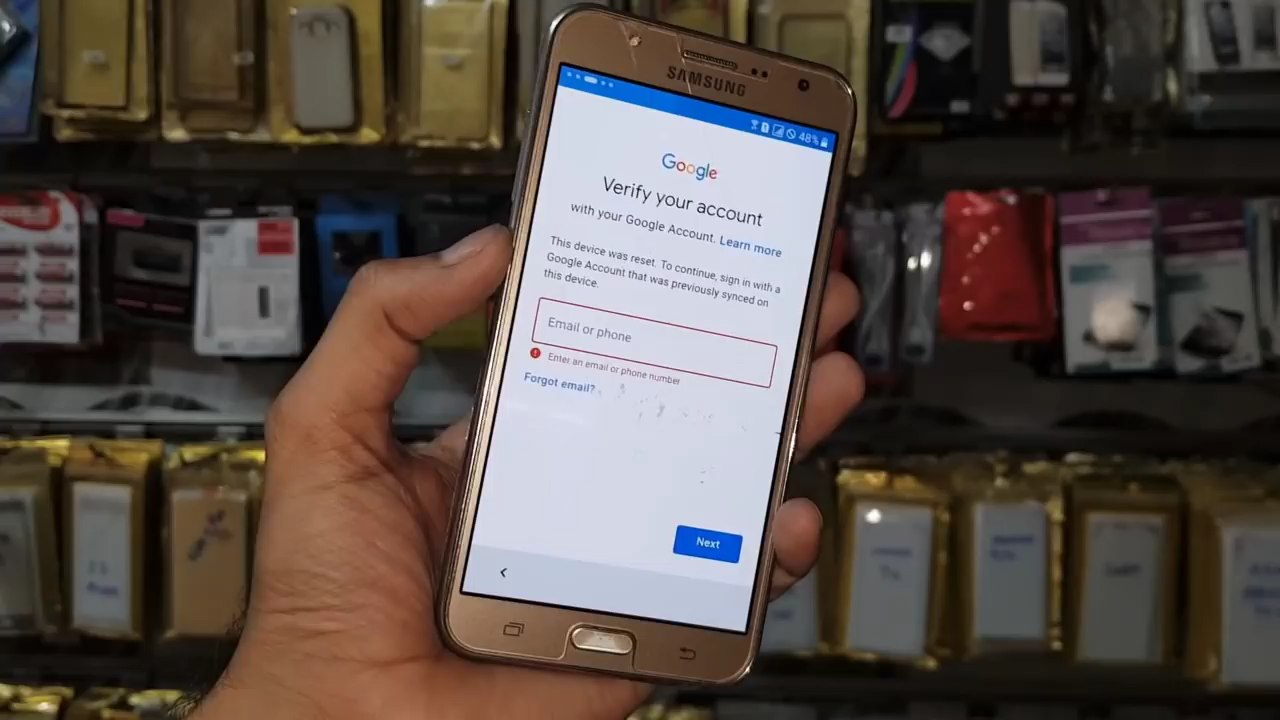 SAMSUNG
48%
Google
Verify your account
with your Google Account. Learn more
This device was reset. To continue, sign in with a
Google Account that was previously synced on
this device.
Email or phone
Enter an email or phone number
Forgot email?
Next